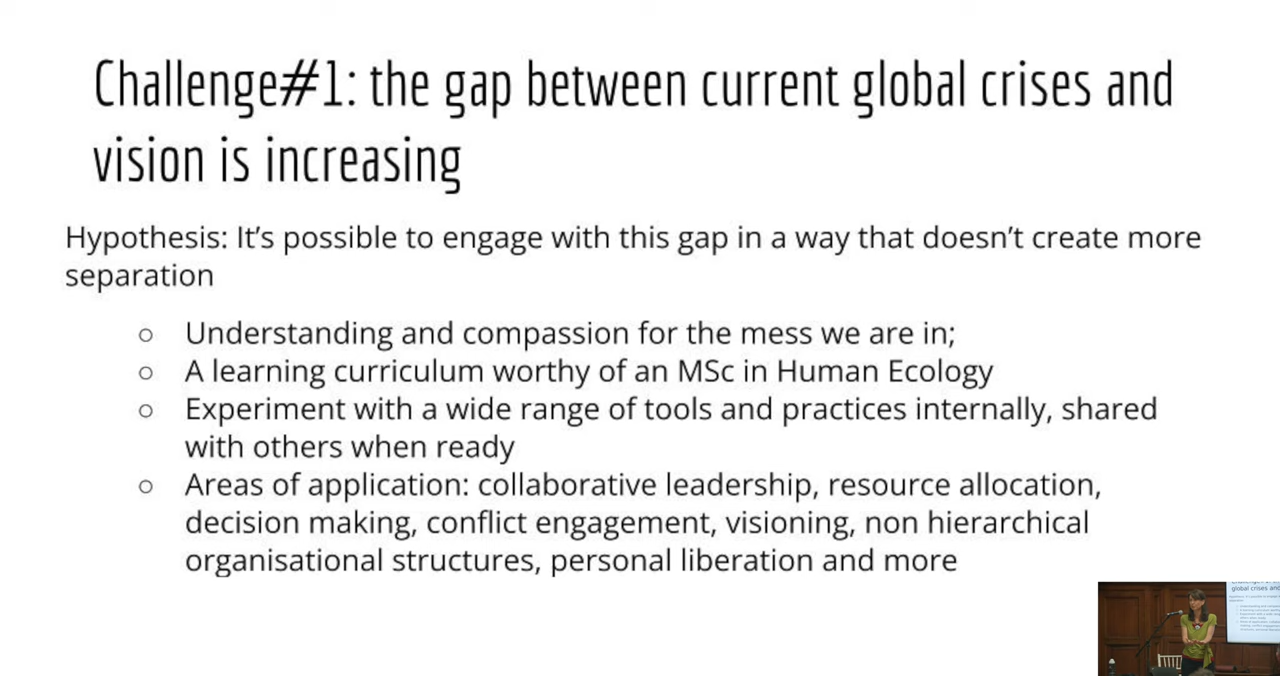 Challenge#1: the gap between current global crises and
vision is increasing
Hypothesis: It's possible to engage with this gap in a way that doesn't create more
separation
○ Understanding and compassion for the mess we are in;
○ A learning curriculum worthy of an MSc in Human Ecology
○ Experiment with a wide range of tools and practices internally, shared
with others when ready
○ Areas of application: collaborative leadership, resource allocation,
decision making, conflict engagement, visioning, non hierarchical
organisational structures, personal liberation and more
global crises and